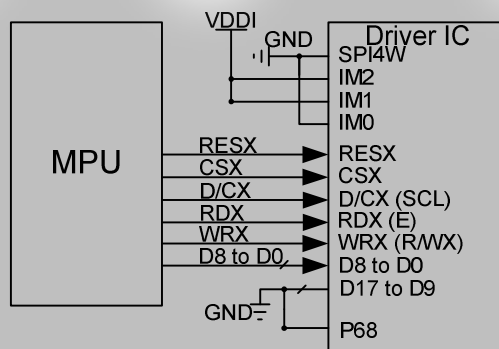 VDDI
GND
Driver IC
SPI4W
IM2
IM1
IM0
MPU
RESX
RESX
CSX
CSX
D/CX
D/CX (SCL)
RDX
RDX (E)
WRX
WRX (R/WX)
D8 to D0
D8 to D0
D17 to D9
GND
P68